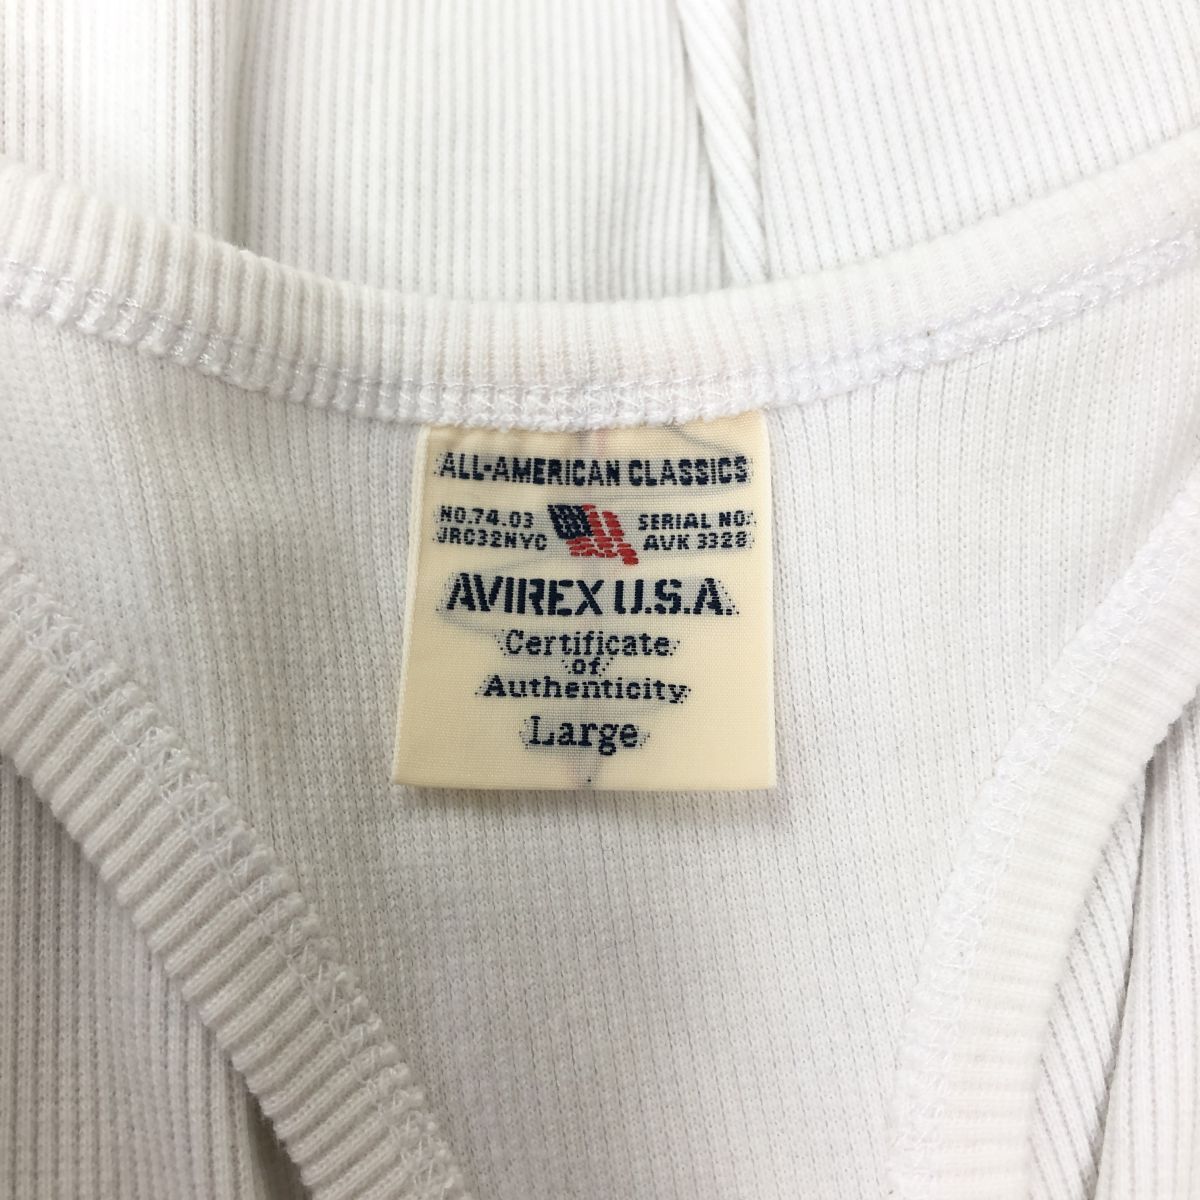 ALL-AMERICAN CLASSICS
NO.74.03 SERIAL NO.
JRC32NYC AVK 3328
AVIREX U.S.A.
Certificate
of
Authenticity
Large